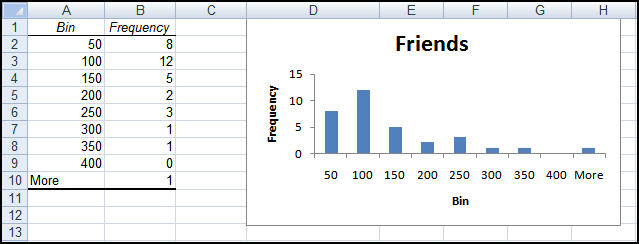 A B C D E F G H
1 Bin Frequency
2 50 8
3 100 12
4 150 5
5 200 2
6 250 3
7 300 1
8 350 1
9 400 0
10 More 1
11
12
13
Friends
Frequency
15
10
5
0
50 100 150 200 250 300 350 400 More
Bin